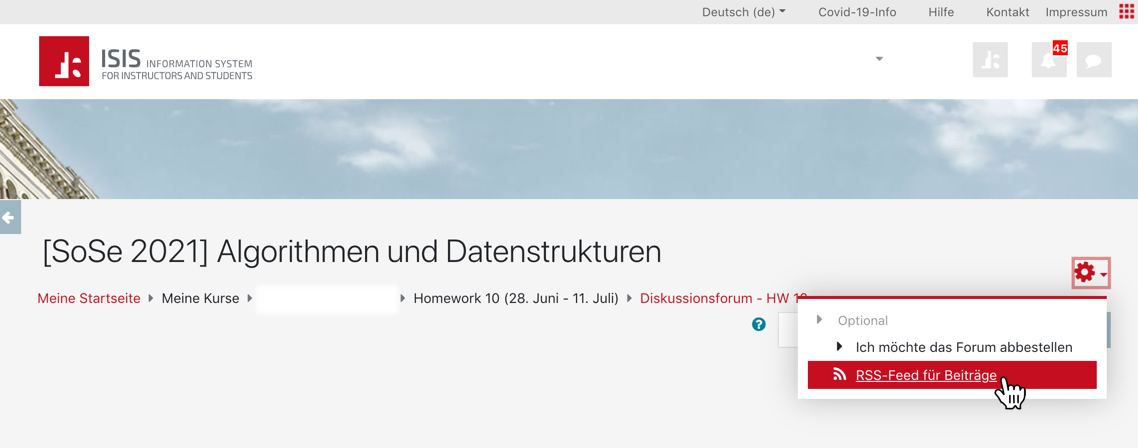 Deutsch (de) Covid-19-Info Hilfe Kontakt Impressum
ISIS INFORMATION SYSTEM
FOR INSTRUCTORS AND STUDENTS
45
[SoSe 2021] Algorithmen und Datenstrukturen
Meine Startseite Meine Kurse Homework 10 (28. Juni - 11. Juli) Diskussionsforum - HW
?
Optional
Ich möchte das Forum abbestellen
RSS-Feed für Beiträge